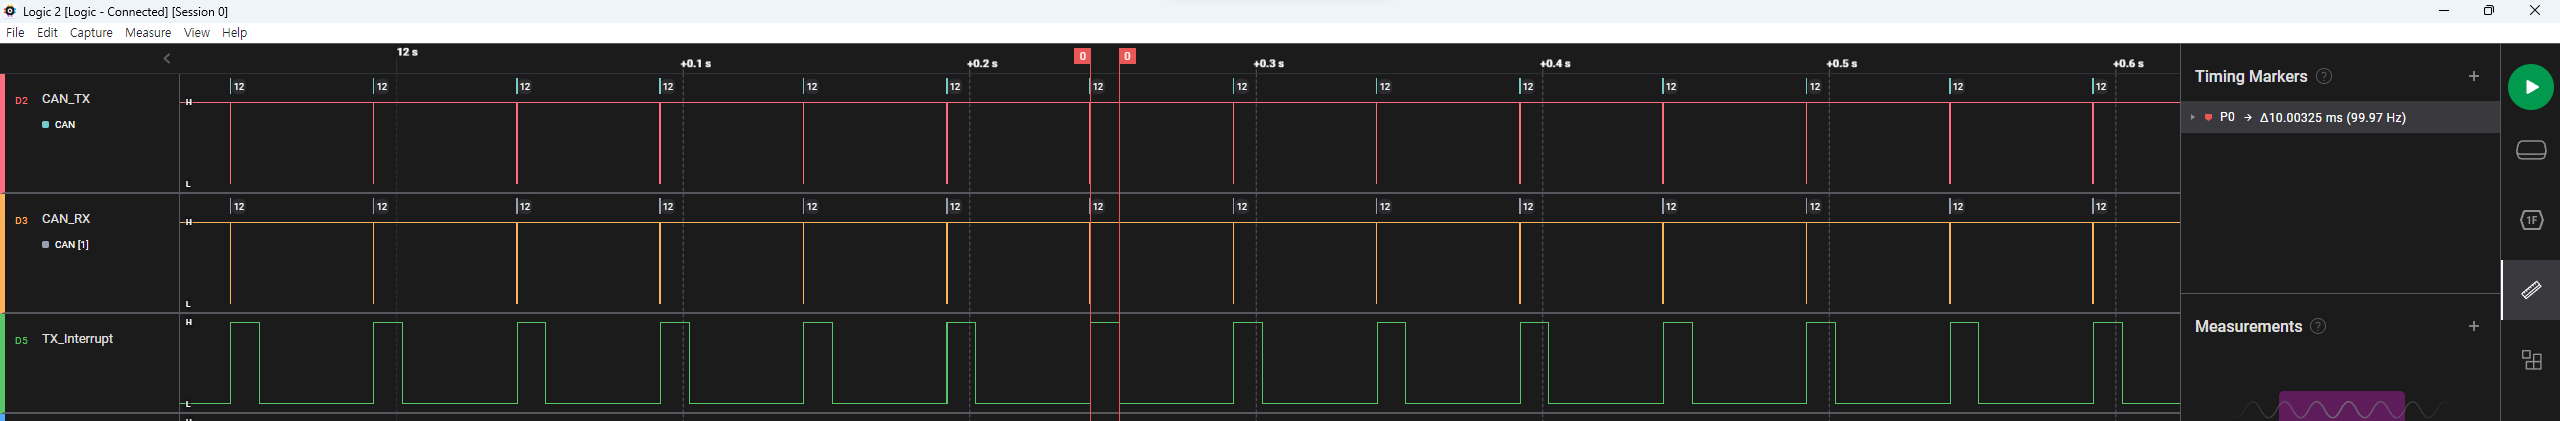 Logic 2 [Logic - Connected] [Session 0]
File Edit Capture Measure View Help
12 s
+0.1 s +0.2 s 0 0 +0.3 s +0.4 s +0.5 s +0.6 s
D2 CAN_TX
CAN
H
L
12 12 12 12 12 12 12 12 12 12 12 12 12 12
D3 CAN_RX
CAN [1]
H
L
12 12 12 12 12 12 12 12 12 12 12 12 12 12
D5 TX_Interrupt
H
L
H
Timing Markers ? +
P0 → Δ10.00325 ms (99.97 Hz)
Measurements ? +
1F